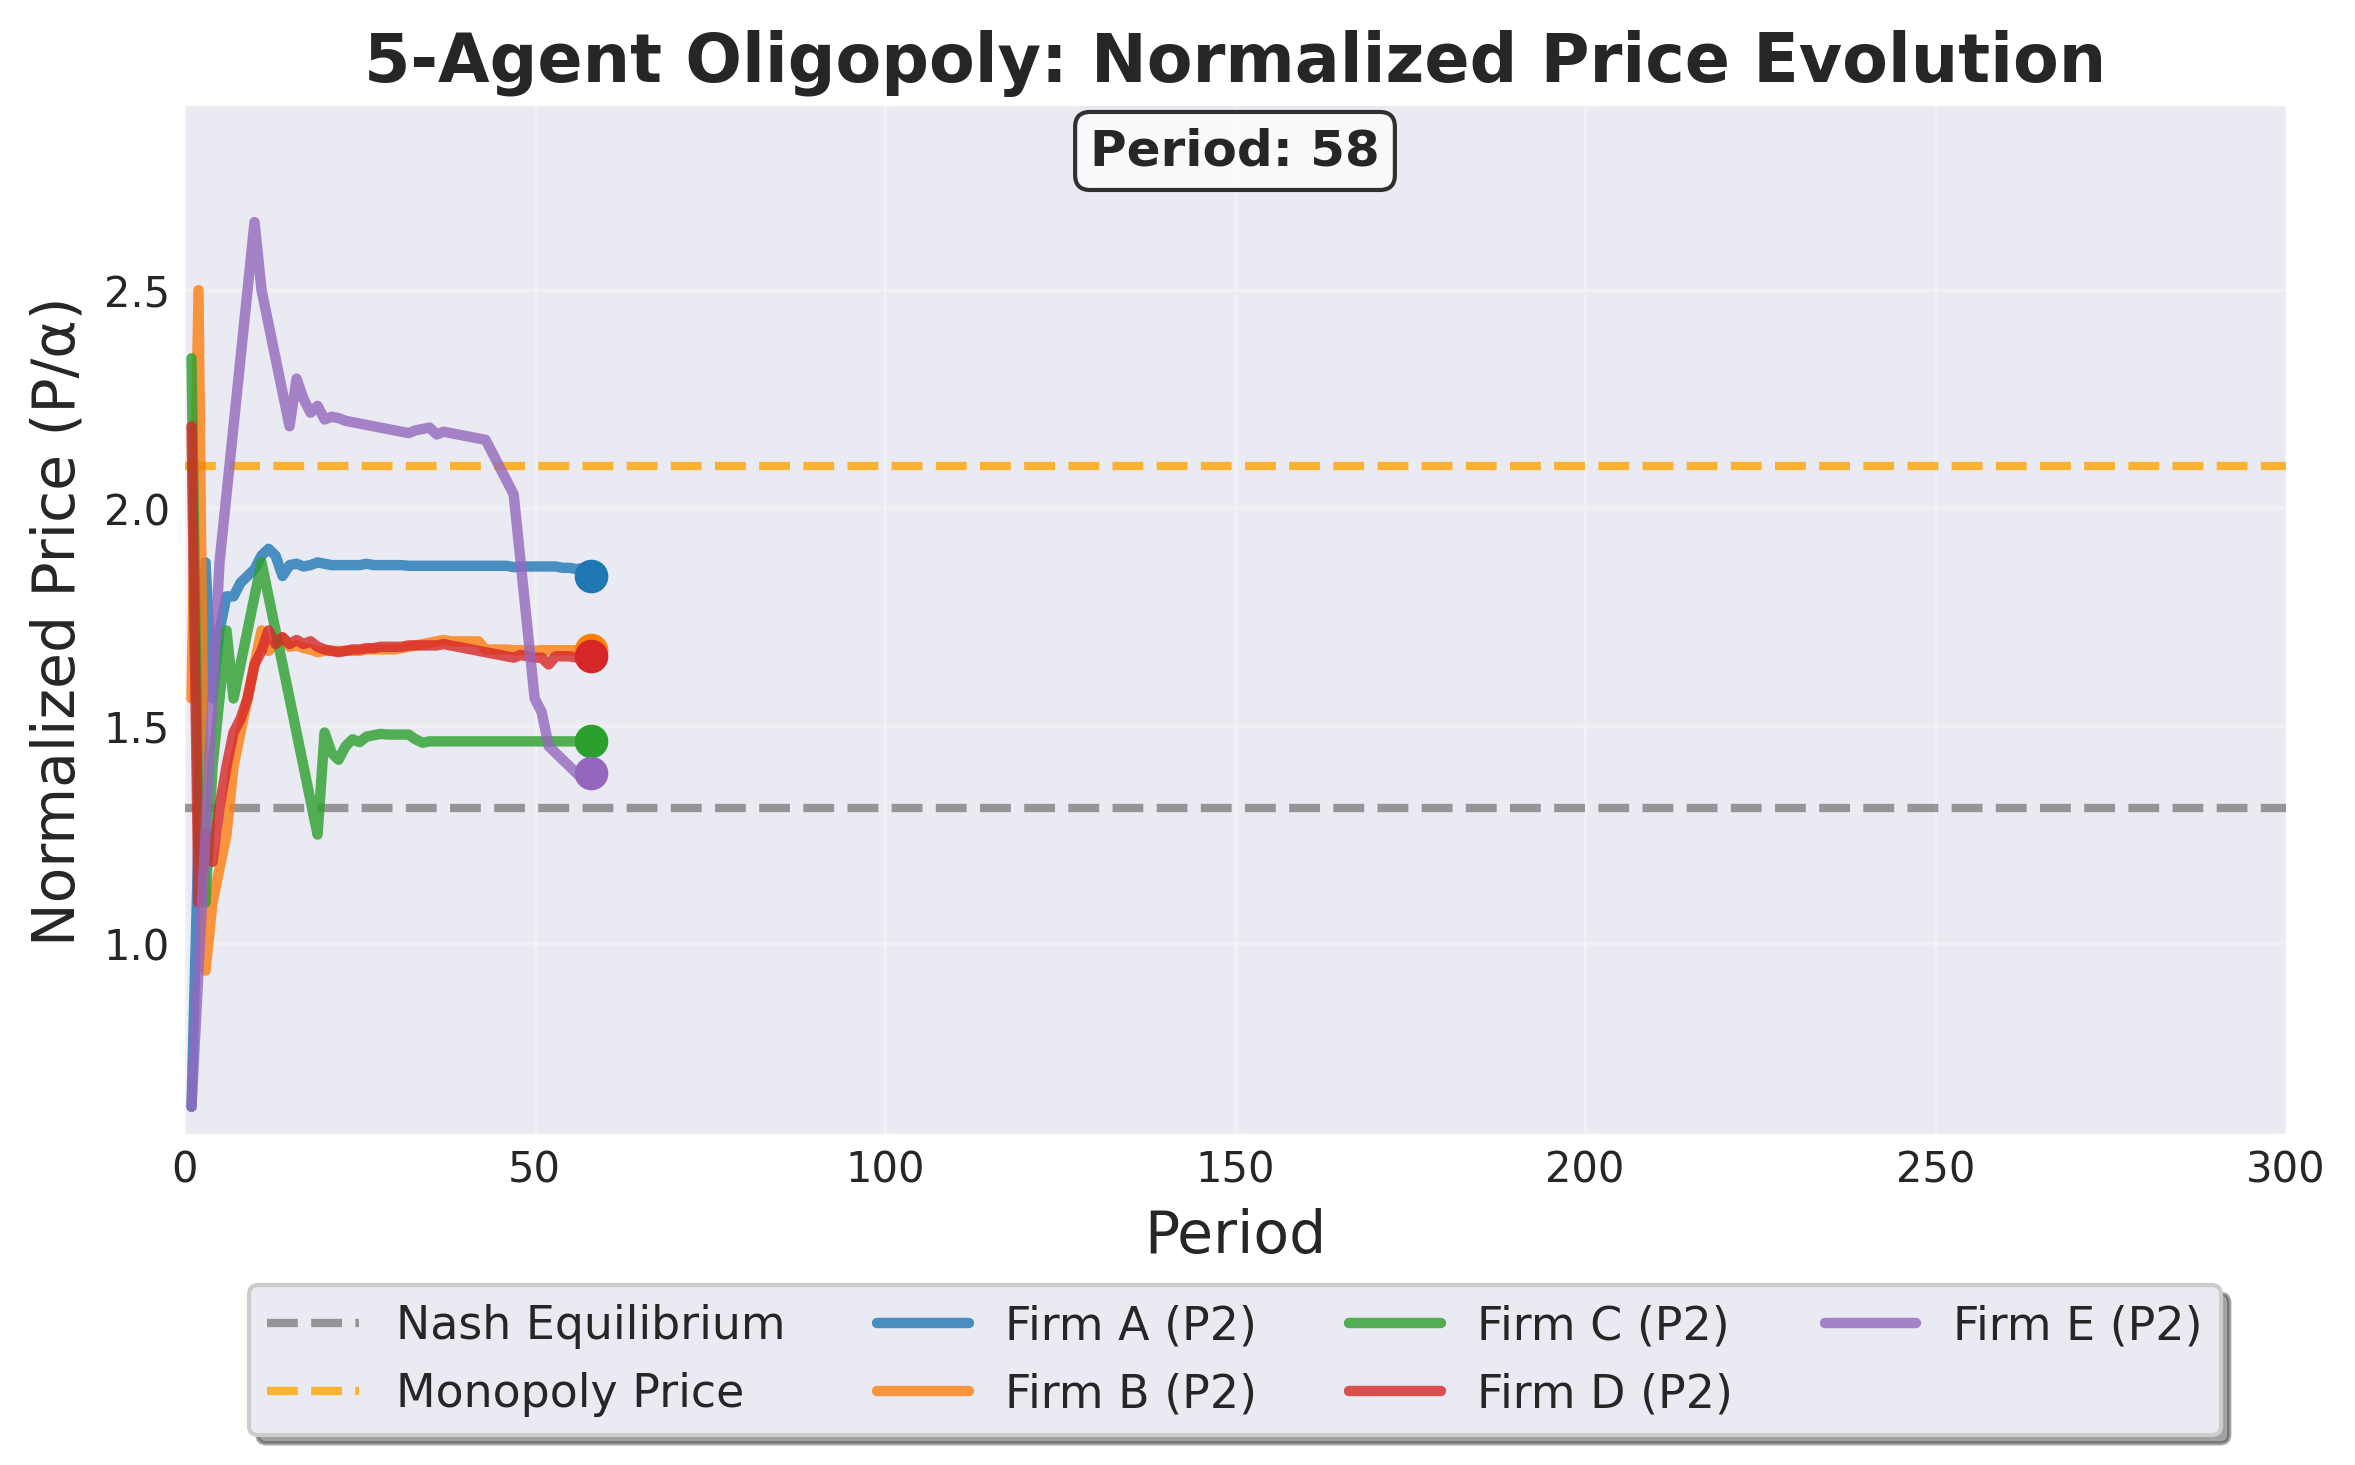 5-Agent Oligopoly: Normalized Price Evolution
Period: 58
Normalized Price (P/α)
2.5
2.0
1.5
1.0
0 50 100 150 200 250 300
Period
Nash Equilibrium Firm A (P2) Firm C (P2) Firm E (P2)
Monopoly Price Firm B (P2) Firm D (P2)